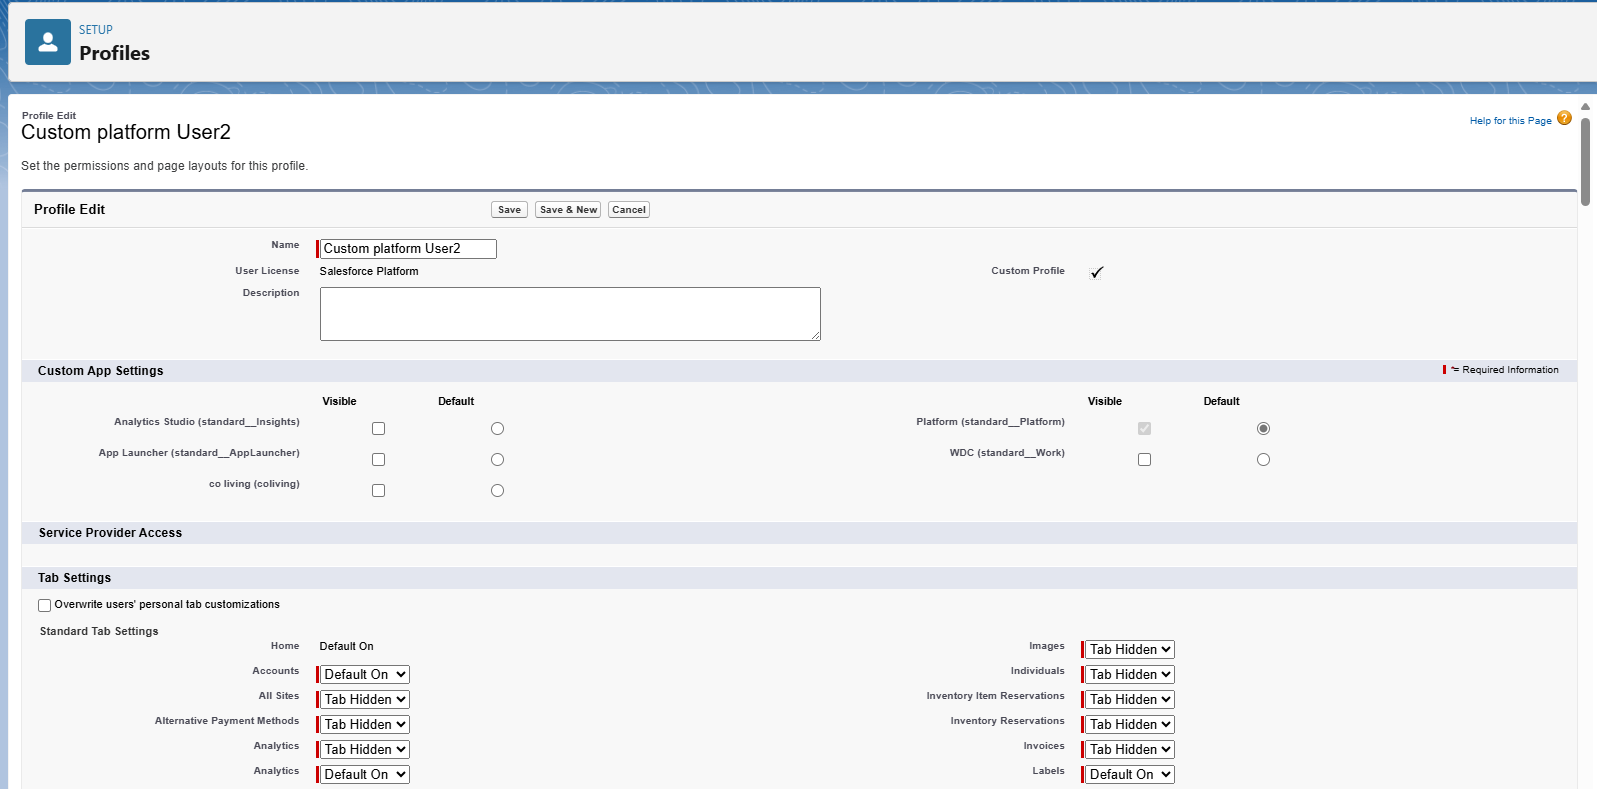 SETUP
Profiles
Profile Edit
Custom platform User2
Help for this Page ?
Set the permissions and page layouts for this profile.
Profile Edit
Save
Save & New
Cancel
Name
Custom platform User2
User License
Salesforce Platform
Custom Profile
Description
Custom App Settings
= Required Information
Visible Default
Visible Default
Analytics Studio (standard__Insights)
Platform (standard__Platform)
App Launcher (standard__AppLauncher)
WDC (standard__Work)
co living (coliving)
Service Provider Access
Tab Settings
Overwrite users' personal tab customizations
Standard Tab Settings
Home Default On
Images Tab Hidden
Accounts Default On
Individuals Tab Hidden
All Sites Tab Hidden
Inventory Item Reservations Tab Hidden
Alternative Payment Methods Tab Hidden
Inventory Reservations Tab Hidden
Analytics Tab Hidden
Invoices Tab Hidden
Analytics Default On
Labels Default On